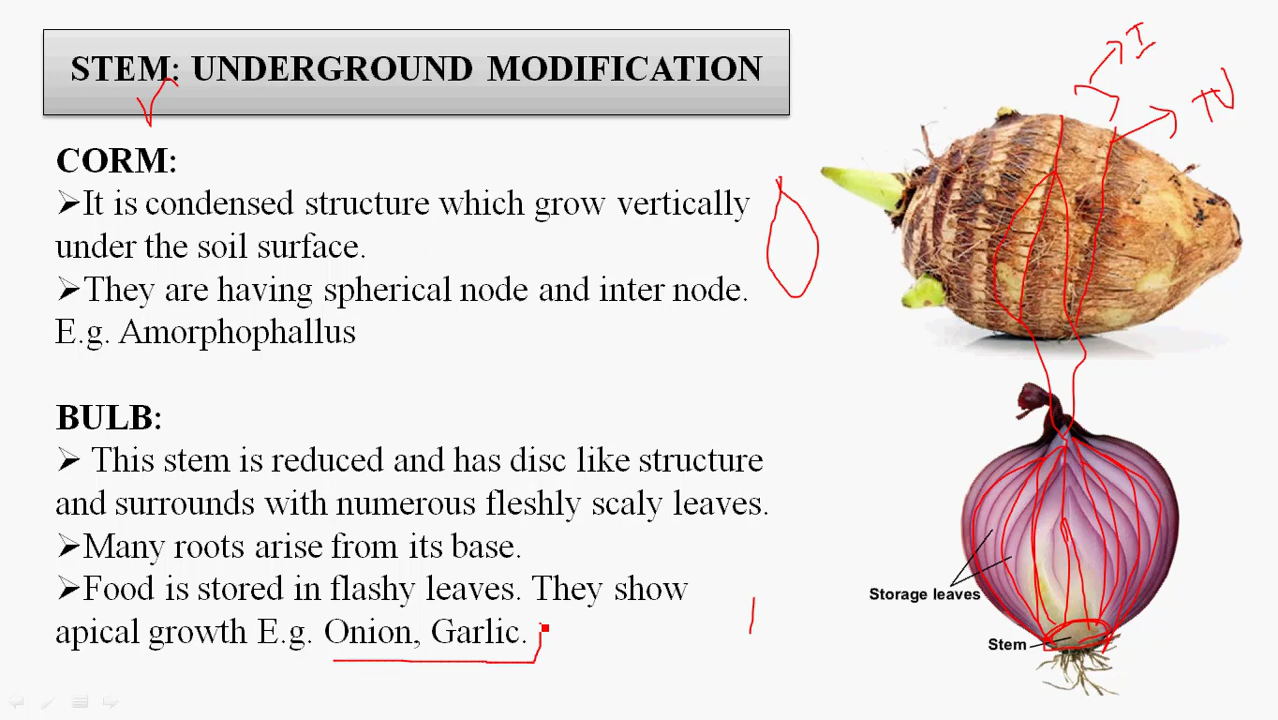 STEM: UNDERGROUND MODIFICATION
CORM:
➢It is condensed structure which grow vertically
under the soil surface.
➢They are having spherical node and inter node.
E.g. Amorphophallus
BULB:
➢ This stem is reduced and has disc like structure
and surrounds with numerous fleshly scaly leaves.
➢Many roots arise from its base.
➢Food is stored in flashy leaves. They show
apical growth E.g. Onion, Garlic.
I
Storage leaves
Stem